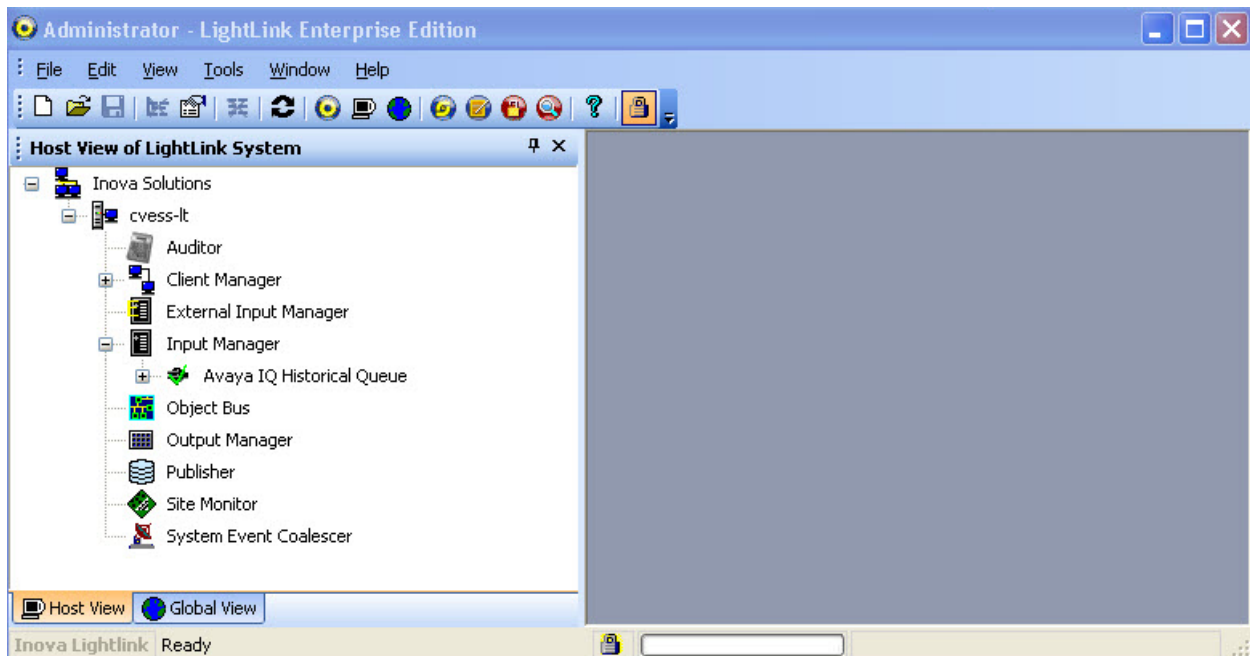 Administrator - LightLink Enterprise Edition
File Edit View Tools Window Help
Host View of LightLink System
Inova Solutions
cvess-lt
Auditor
Client Manager
External Input Manager
Input Manager
Avaya IQ Historical Queue
Object Bus
Output Manager
Publisher
Site Monitor
System Event Coalescer
Host View Global View
Inova Lightlink Ready